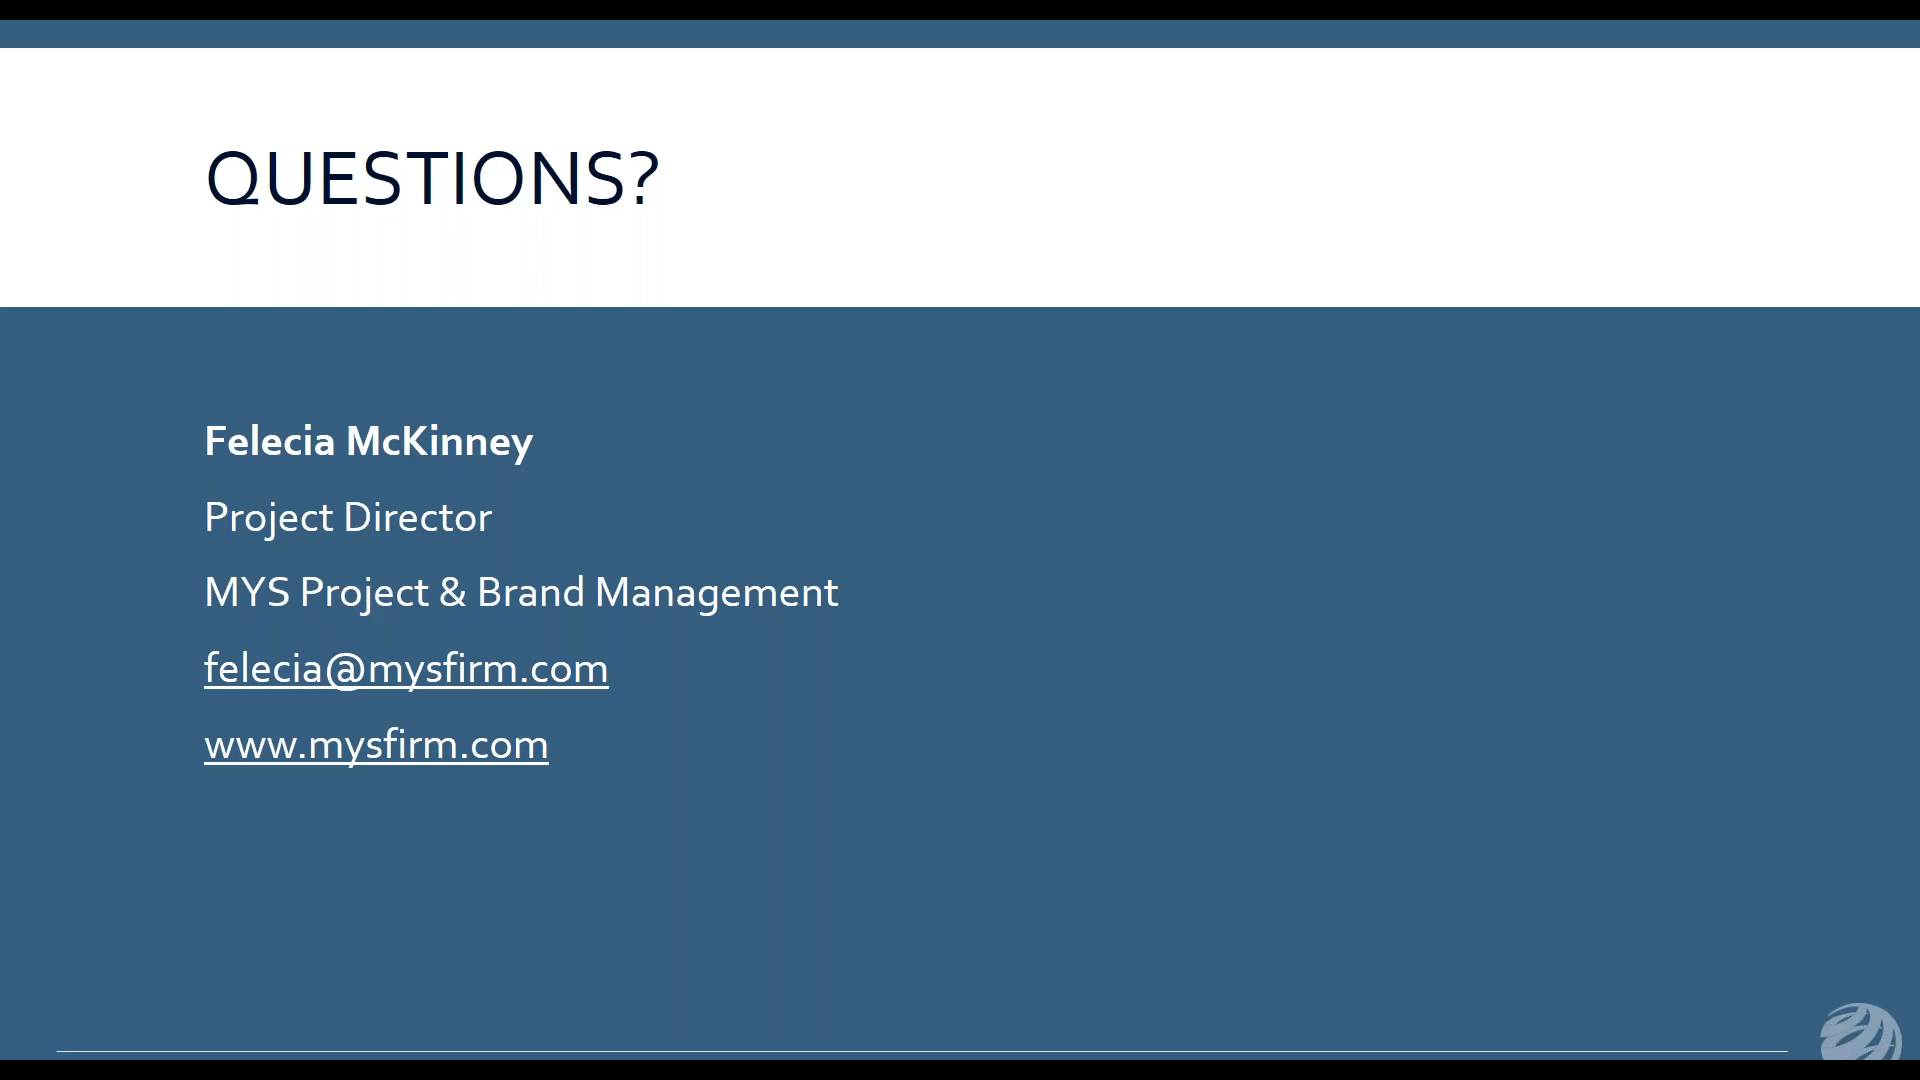 QUESTIONS?
Felecia McKinney
Project Director
MYS Project & Brand Management
felecia@mysfirm.com
www.mysfirm.com